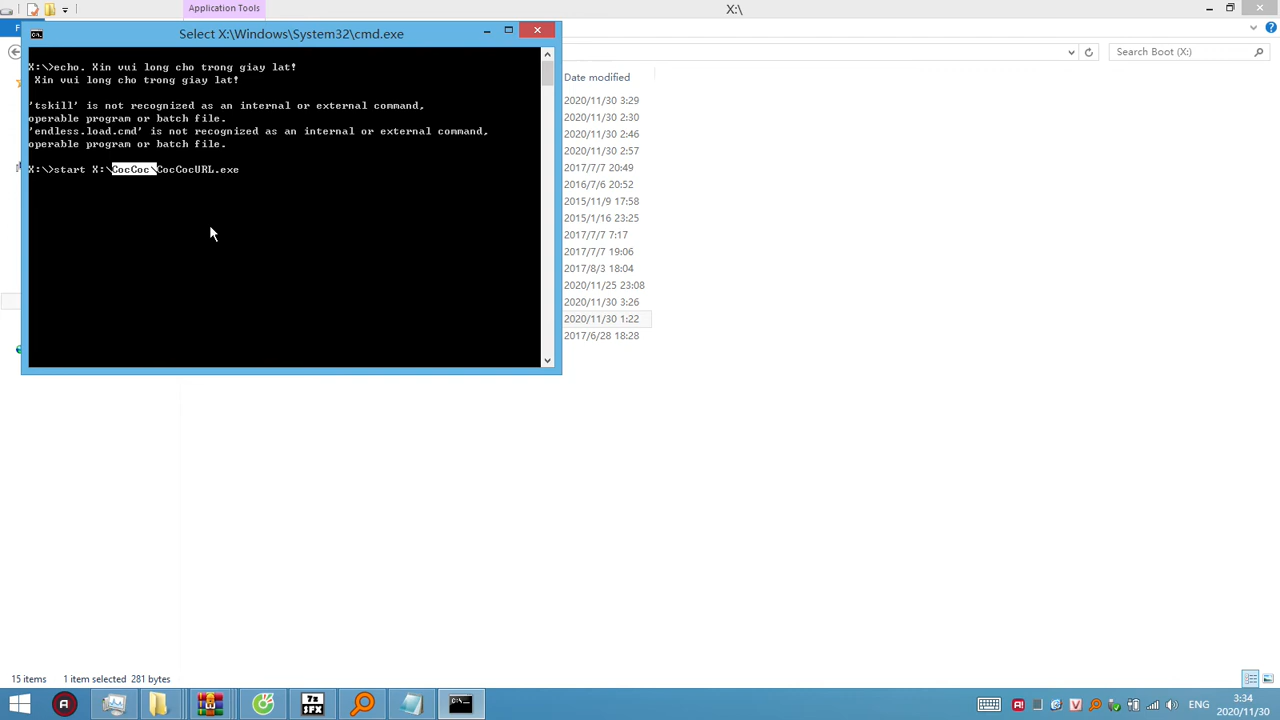 Application Tools
X:\
F
Select X:\Windows\System32\cmd.exe
Search Boot (X:)
X:\>echo. Xin vui long cho trong giay lat!
Xin vui long cho trong giay lat!
'tskill' is not recognized as an internal or external command,
operable program or batch file.
'endless.load.cmd' is not recognized as an internal or external command,
operable program or batch file.
X:\>start X:\CocCoc\CocCocURL.exe
Date modified
2020/11/30 3:29
2020/11/30 2:30
2020/11/30 2:46
2020/11/30 2:57
2017/7/7 20:49
2016/7/6 20:52
2015/11/9 17:58
2015/1/16 23:25
2017/7/7 7:17
2017/7/7 19:06
2017/8/3 18:04
2020/11/25 23:08
2020/11/30 3:26
2020/11/30 1:22
2017/6/28 18:28
15 items 1 item selected 281 bytes
7z
SFX
C:\_
ENG
3:34
2020/11/30